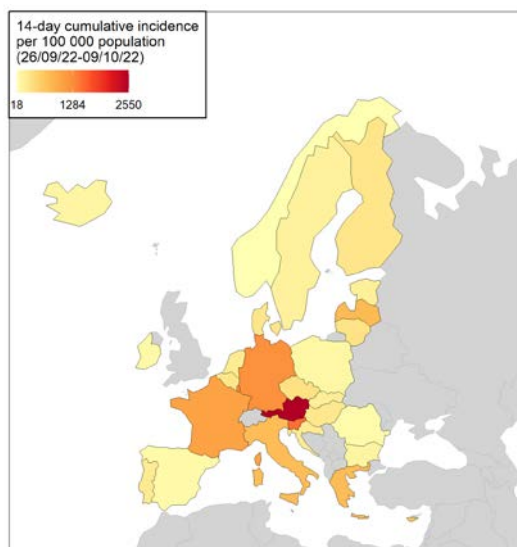 14-day cumulative incidence
per 100 000 population
(26/09/22-09/10/22)
18 1284 2550